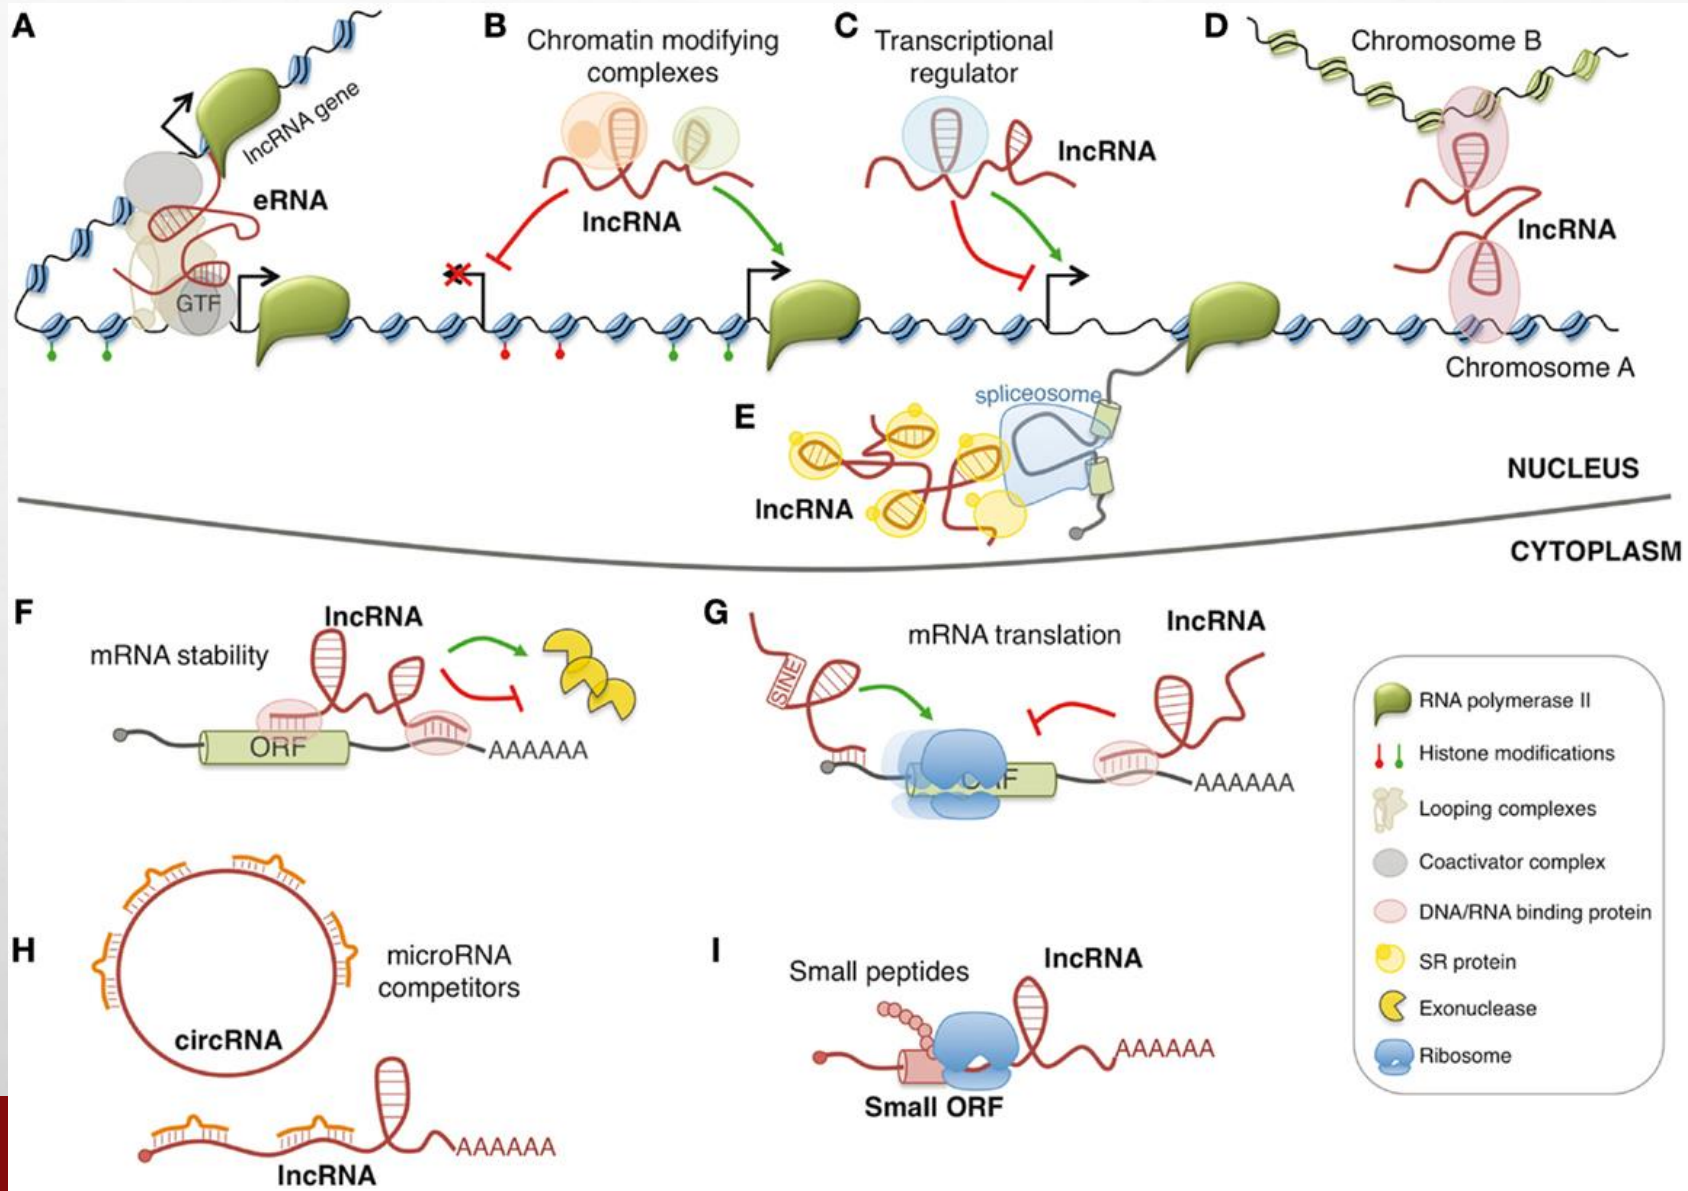 A
lncRNA gene
eRNA
GTF
B
Chromatin modifying
complexes
lncRNA
C
Transcriptional
regulator
lncRNA
D
Chromosome B
lncRNA
Chromosome A
E
spliceosome
lncRNA
NUCLEUS
CYTOPLASM
F
lncRNA
mRNA stability
ORF
AAAAAA
G
mRNA translation
lncRNA
SINE
ORF
AAAAAA
H
microRNA
competitors
circRNA
AAAAAA
lncRNA
I
Small peptides
lncRNA
AAAAAA
Small ORF
RNA polymerase II
Histone modifications
Looping complexes
Coactivator complex
DNA/RNA binding protein
SR protein
Exonuclease
Ribosome